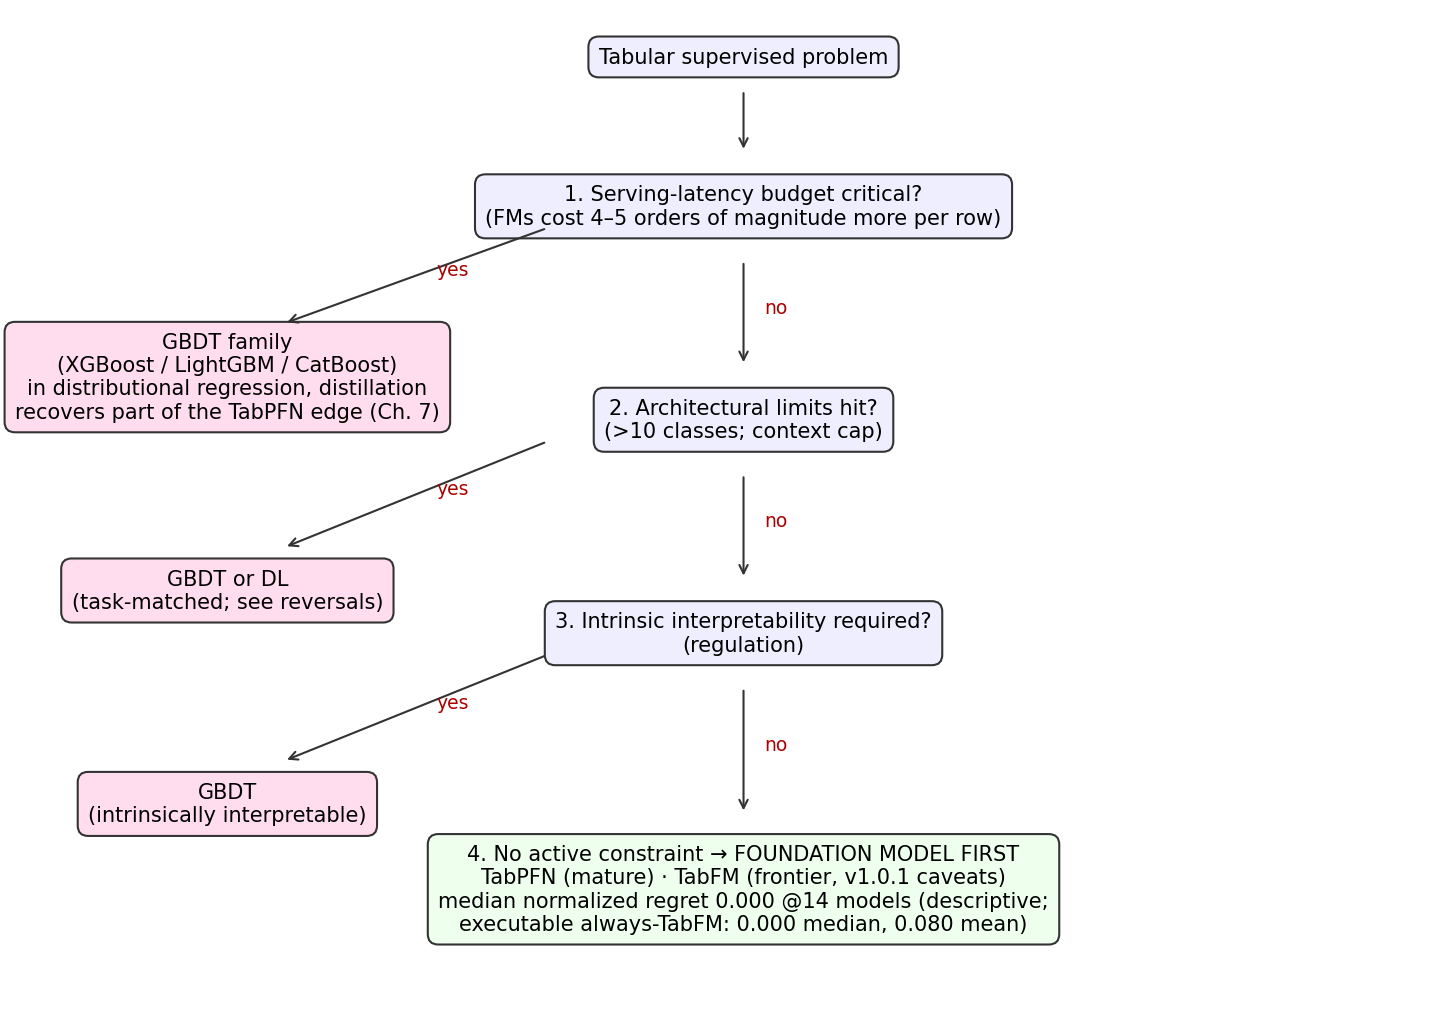 Tabular supervised problem
1. Serving-latency budget critical?
(FMs cost 4–5 orders of magnitude more per row)
yes
no
GBDT family
(XGBoost / LightGBM / CatBoost)
in distributional regression, distillation
recovers part of the TabPFN edge (Ch. 7)
2. Architectural limits hit?
(>10 classes; context cap)
yes
no
GBDT or DL
(task-matched; see reversals)
3. Intrinsic interpretability required?
(regulation)
yes
no
GBDT
(intrinsically interpretable)
4. No active constraint → FOUNDATION MODEL FIRST
TabPFN (mature) · TabFM (frontier, v1.0.1 caveats)
median normalized regret 0.000 @14 models (descriptive;
executable always-TabFM: 0.000 median, 0.080 mean)